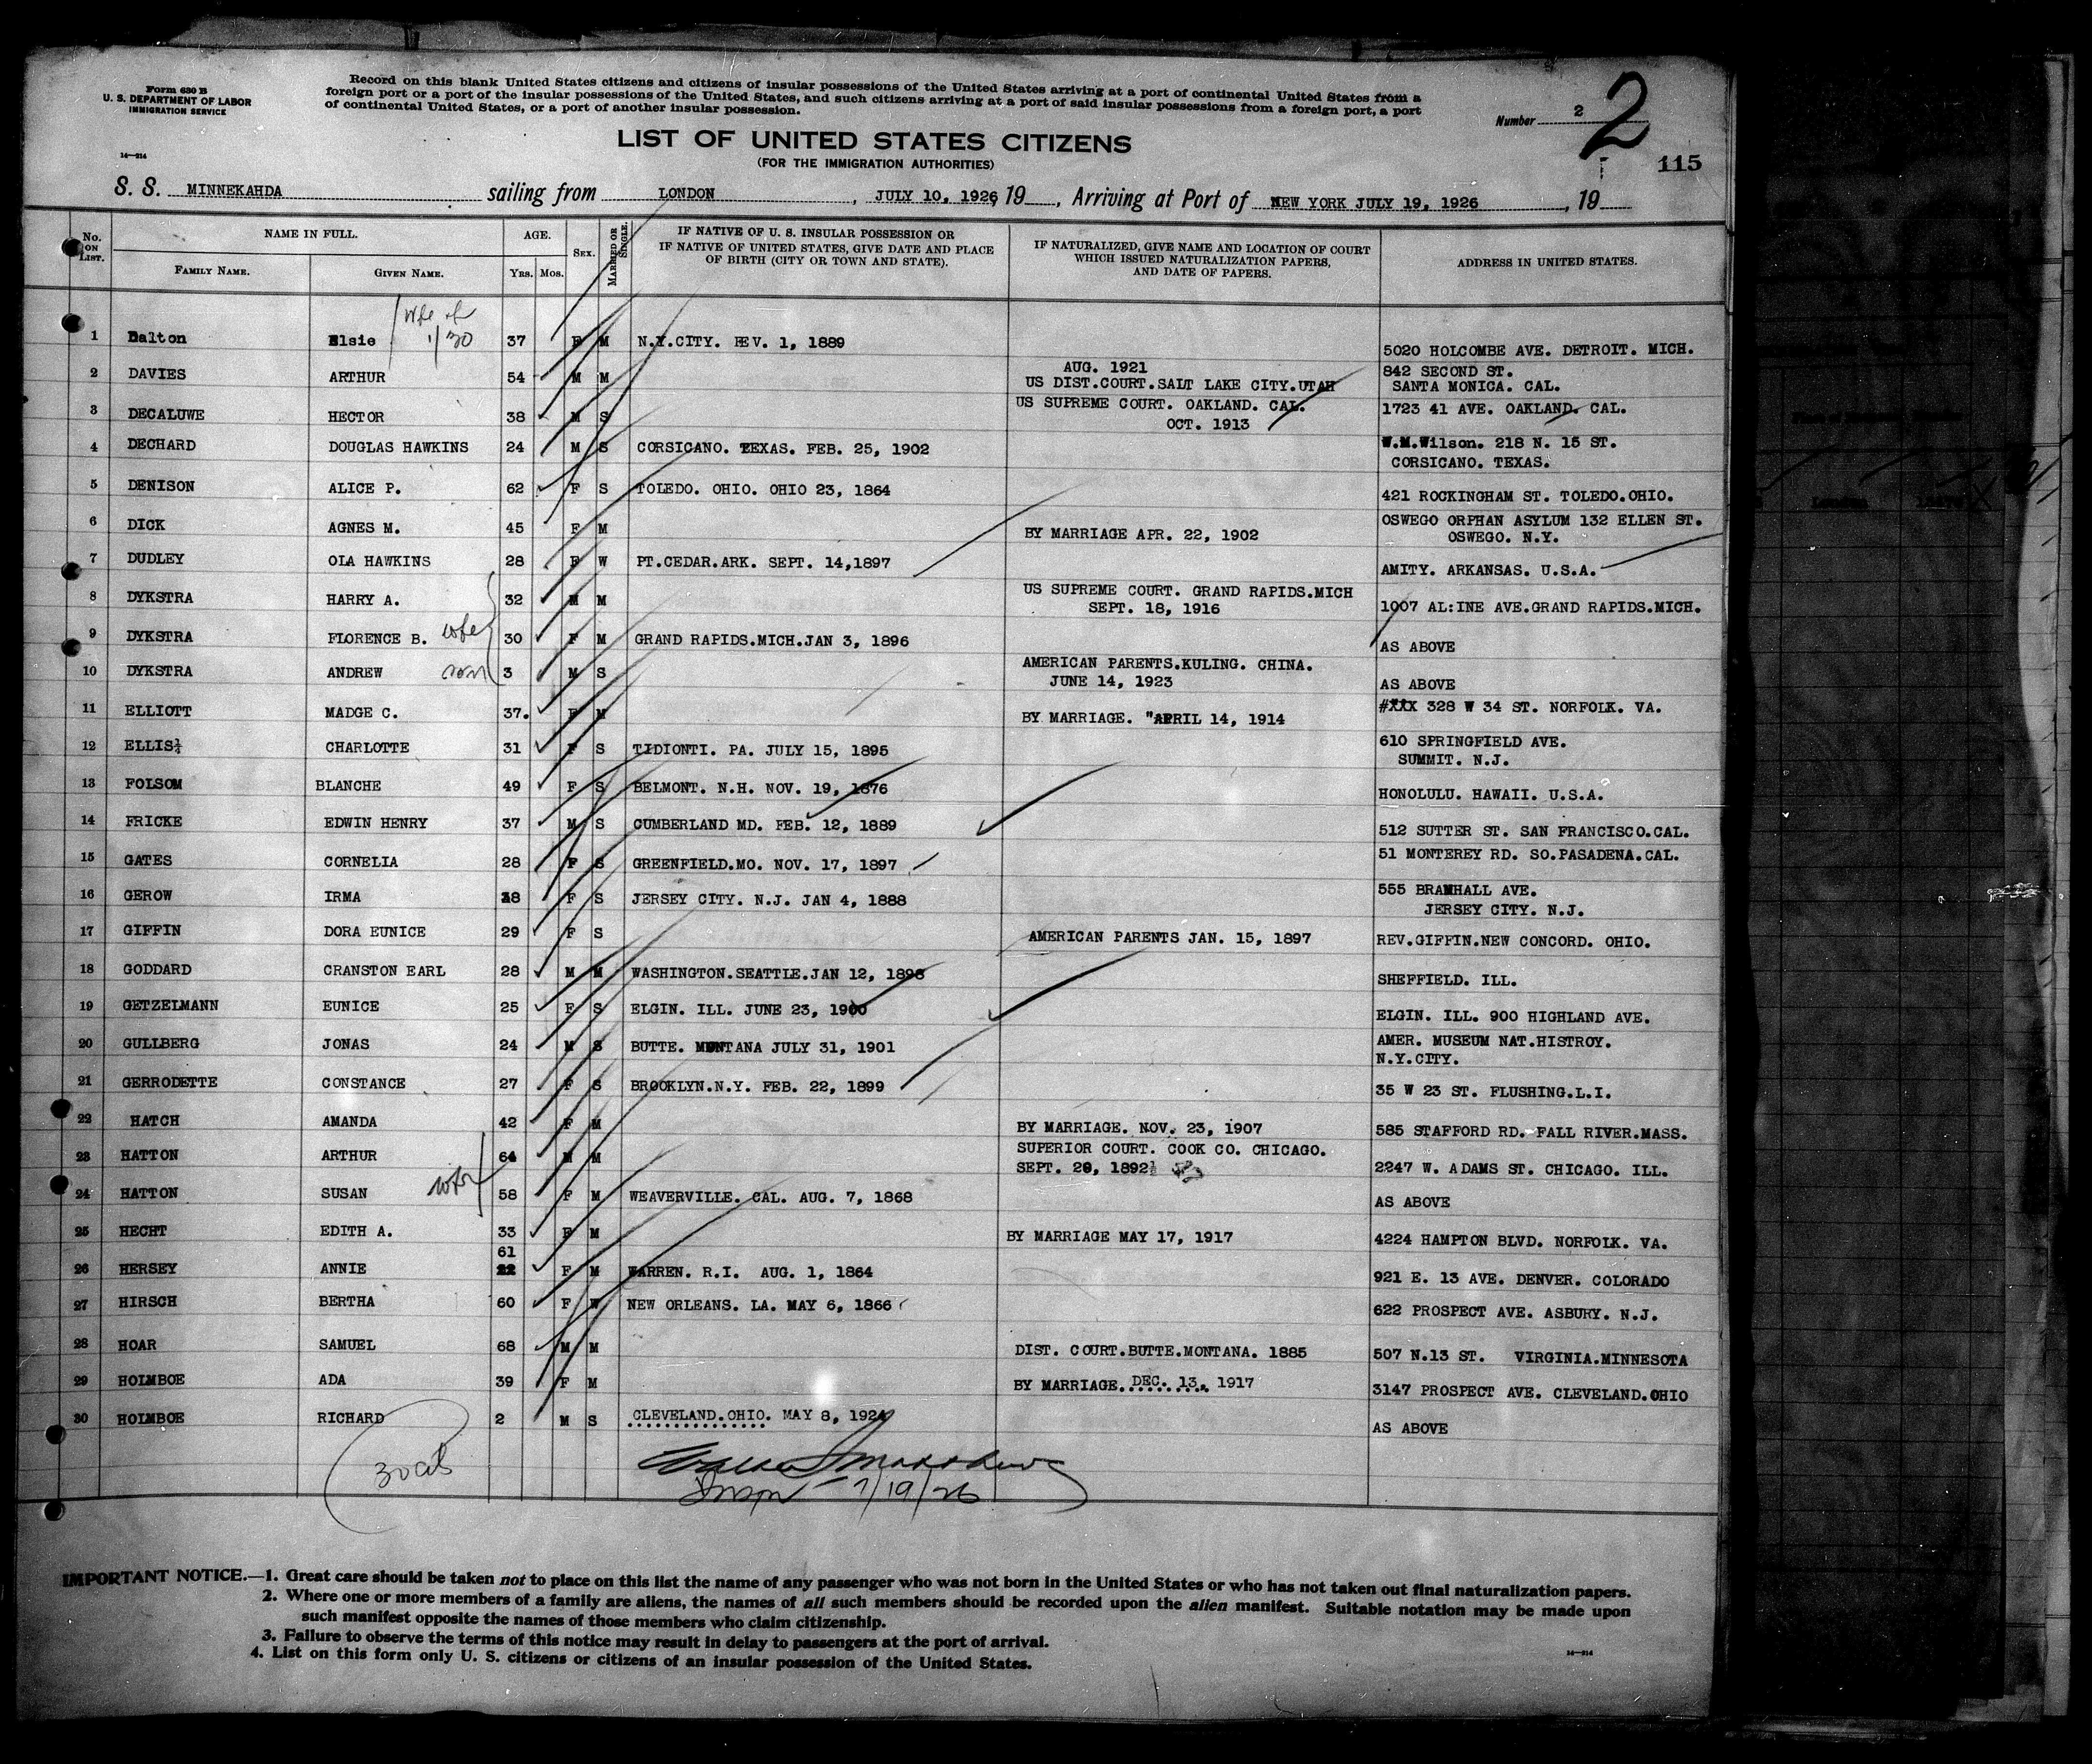 Form 630 B
U. S. DEPARTMENT OF LABOR
IMMIGRATION SERVICE
14—214
Record on this blank United States citizens and citizens of insular possessions of the United States arriving at a port of continental United States from a
foreign port or a port of the insular possessions of the United States, and such citizens arriving at a port of said insular possessions from a foreign port, a port
of continental United States, or a port of another insular possession.
Number 2
2
115
LIST OF UNITED STATES CITIZENS
(FOR THE IMMIGRATION AUTHORITIES)
S. S. MINNEKAHDA sailing from LONDON, JULY 10, 1926, 19, Arriving at Port of NEW YORK JULY 19, 1926, 19
No. ON LIST. NAME IN FULL. FAMILY NAME. GIVEN NAME. AGE. YRS. MOS. SEX. MARRIED OR SINGLE. IF NATIVE OF U. S. INSULAR POSSESSION OR IF NATIVE OF UNITED STATES, GIVE DATE AND PLACE OF BIRTH (CITY OR TOWN AND STATE). IF NATURALIZED, GIVE NAME AND LOCATION OF COURT WHICH ISSUED NATURALIZATION PAPERS, AND DATE OF PAPERS. ADDRESS IN UNITED STATES.
wife of
1/30
1 Dalton Elsie 37 F M N.Y.CITY. FEV. 1, 1889 5020 HOLCOMBE AVE. DETROIT. MICH.
2 DAVIES ARTHUR 54 M M AUG. 1921 US DIST.COURT.SALT LAKE CITY.UTAH 842 SECOND ST. SANTA MONICA. CAL.
3 DECALUWE HECTOR 38 M S US SUPREME COURT. OAKLAND. CAL. OCT. 1913 1723 41 AVE. OAKLAND. CAL.
4 DECHARD DOUGLAS HAWKINS 24 M S CORSICANO. TEXAS. FEB. 25, 1902 W.M.Wilson. 218 N. 15 ST. CORSICANO. TEXAS.
5 DENISON ALICE P. 62 F S TOLEDO. OHIO. OHIO 23, 1864 421 ROCKINGHAM ST. TOLEDO.OHIO.
6 DICK AGNES M. 45 F M BY MARRIAGE APR. 22, 1902 OSWEGO ORPHAN ASYLUM 132 ELLEN ST. OSWEGO. N.Y.
7 DUDLEY OLA HAWKINS 28 F W PT.CEDAR.ARK. SEPT. 14,1897 AMITY. ARKANSAS. U.S.A.
8 DYKSTRA HARRY A. 32 M M US SUPREME COURT. GRAND RAPIDS.MICH SEPT. 18, 1916 1007 AL:INE AVE.GRAND RAPIDS.MICH.
9 DYKSTRA FLORENCE B. wife 30 F M GRAND RAPIDS.MICH.JAN 3, 1896 AS ABOVE
10 DYKSTRA ANDREW son 3 M S AMERICAN PARENTS.KULING. CHINA. JUNE 14, 1923 AS ABOVE
11 ELLIOTT MADGE C. 37. F M BY MARRIAGE. "APRIL 14, 1914 #XXX 328 W 34 ST. NORFOLK. VA.
12 ELLIS¼ CHARLOTTE 31 F S TIDIONTI. PA. JULY 15, 1895 610 SPRINGFIELD AVE. SUMMIT. N.J.
13 FOLSOM BLANCHE 49 F S BELMONT. N.H. NOV. 19, 1876 HONOLULU. HAWAII. U.S.A.
14 FRICKE EDWIN HENRY 37 M S CUMBERLAND MD. FEB. 12, 1889 512 SUTTER ST. SAN FRANCISCO.CAL.
15 GATES CORNELIA 28 F S GREENFIELD.MO. NOV. 17, 1897 51 MONTEREY RD. SO.PASADENA.CAL.
16 GEROW IRMA 38 F S JERSEY CITY. N.J. JAN 4, 1888 555 BRAMHALL AVE. JERSEY CITY. N.J.
17 GIFFIN DORA EUNICE 29 F S AMERICAN PARENTS JAN. 15, 1897 REV.GIFFIN.NEW CONCORD. OHIO.
18 GODDARD CRANSTON EARL 28 M M WASHINGTON.SEATTLE.JAN 12, 1898 SHEFFIELD. ILL.
19 GETZELMANN EUNICE 25 F S ELGIN. ILL. JUNE 23, 1900 ELGIN. ILL. 900 HIGHLAND AVE.
20 GULLBERG JONAS 24 M S BUTTE. MONTANA JULY 31, 1901 AMER. MUSEUM NAT.HISTROY. N.Y.CITY.
21 GERRODETTE CONSTANCE 27 F S BROOKLYN.N.Y. FEB. 22, 1899 35 W 23 ST. FLUSHING.L.I.
22 HATCH AMANDA 42 F M BY MARRIAGE. NOV. 23, 1907 585 STAFFORD RD. FALL RIVER.MASS.
23 HATTON ARTHUR 64 M M SUPERIOR COURT. COOK CO. CHICAGO. SEPT. 20, 1892½ 2247 W. ADAMS ST. CHICAGO. ILL.
24 HATTON SUSAN wife 58 F M WEAVERVILLE. CAL. AUG. 7, 1868 AS ABOVE
25 HECHT EDITH A. 33 F M BY MARRIAGE MAY 17, 1917 4224 HAMPTON BLVD. NORFOLK. VA.
26 HERSEY ANNIE 61 F M WARREN. R.I. AUG. 1, 1864 921 E. 13 AVE. DENVER. COLORADO
27 HIRSCH BERTHA 60 F W NEW ORLEANS. LA. MAY 6, 1866 622 PROSPECT AVE. ASBURY. N.J.
28 HOAR SAMUEL 68 M M DIST. COURT.BUTTE.MONTANA. 1885 507 N.13 ST. VIRGINIA.MINNESOTA
29 HOLMBOE ADA 39 F M BY MARRIAGE. DEC. 13. 1917 3147 PROSPECT AVE. CLEVELAND.OHIO
30 HOLMBOE RICHARD 2 M S CLEVELAND.OHIO. MAY 8, 1924 AS ABOVE
Inspr 7/19/26
IMPORTANT NOTICE.—1. Great care should be taken not to place on this list the name of any passenger who was not born in the United States or who has not taken out final naturalization papers.
2. Where one or more members of a family are aliens, the names of all such members should be recorded upon the alien manifest. Suitable notation may be made upon
such manifest opposite the names of those members who claim citizenship.
3. Failure to observe the terms of this notice may result in delay to passengers at the port of arrival.
4. List on this form only U. S. citizens or citizens of an insular possession of the United States.
14—214